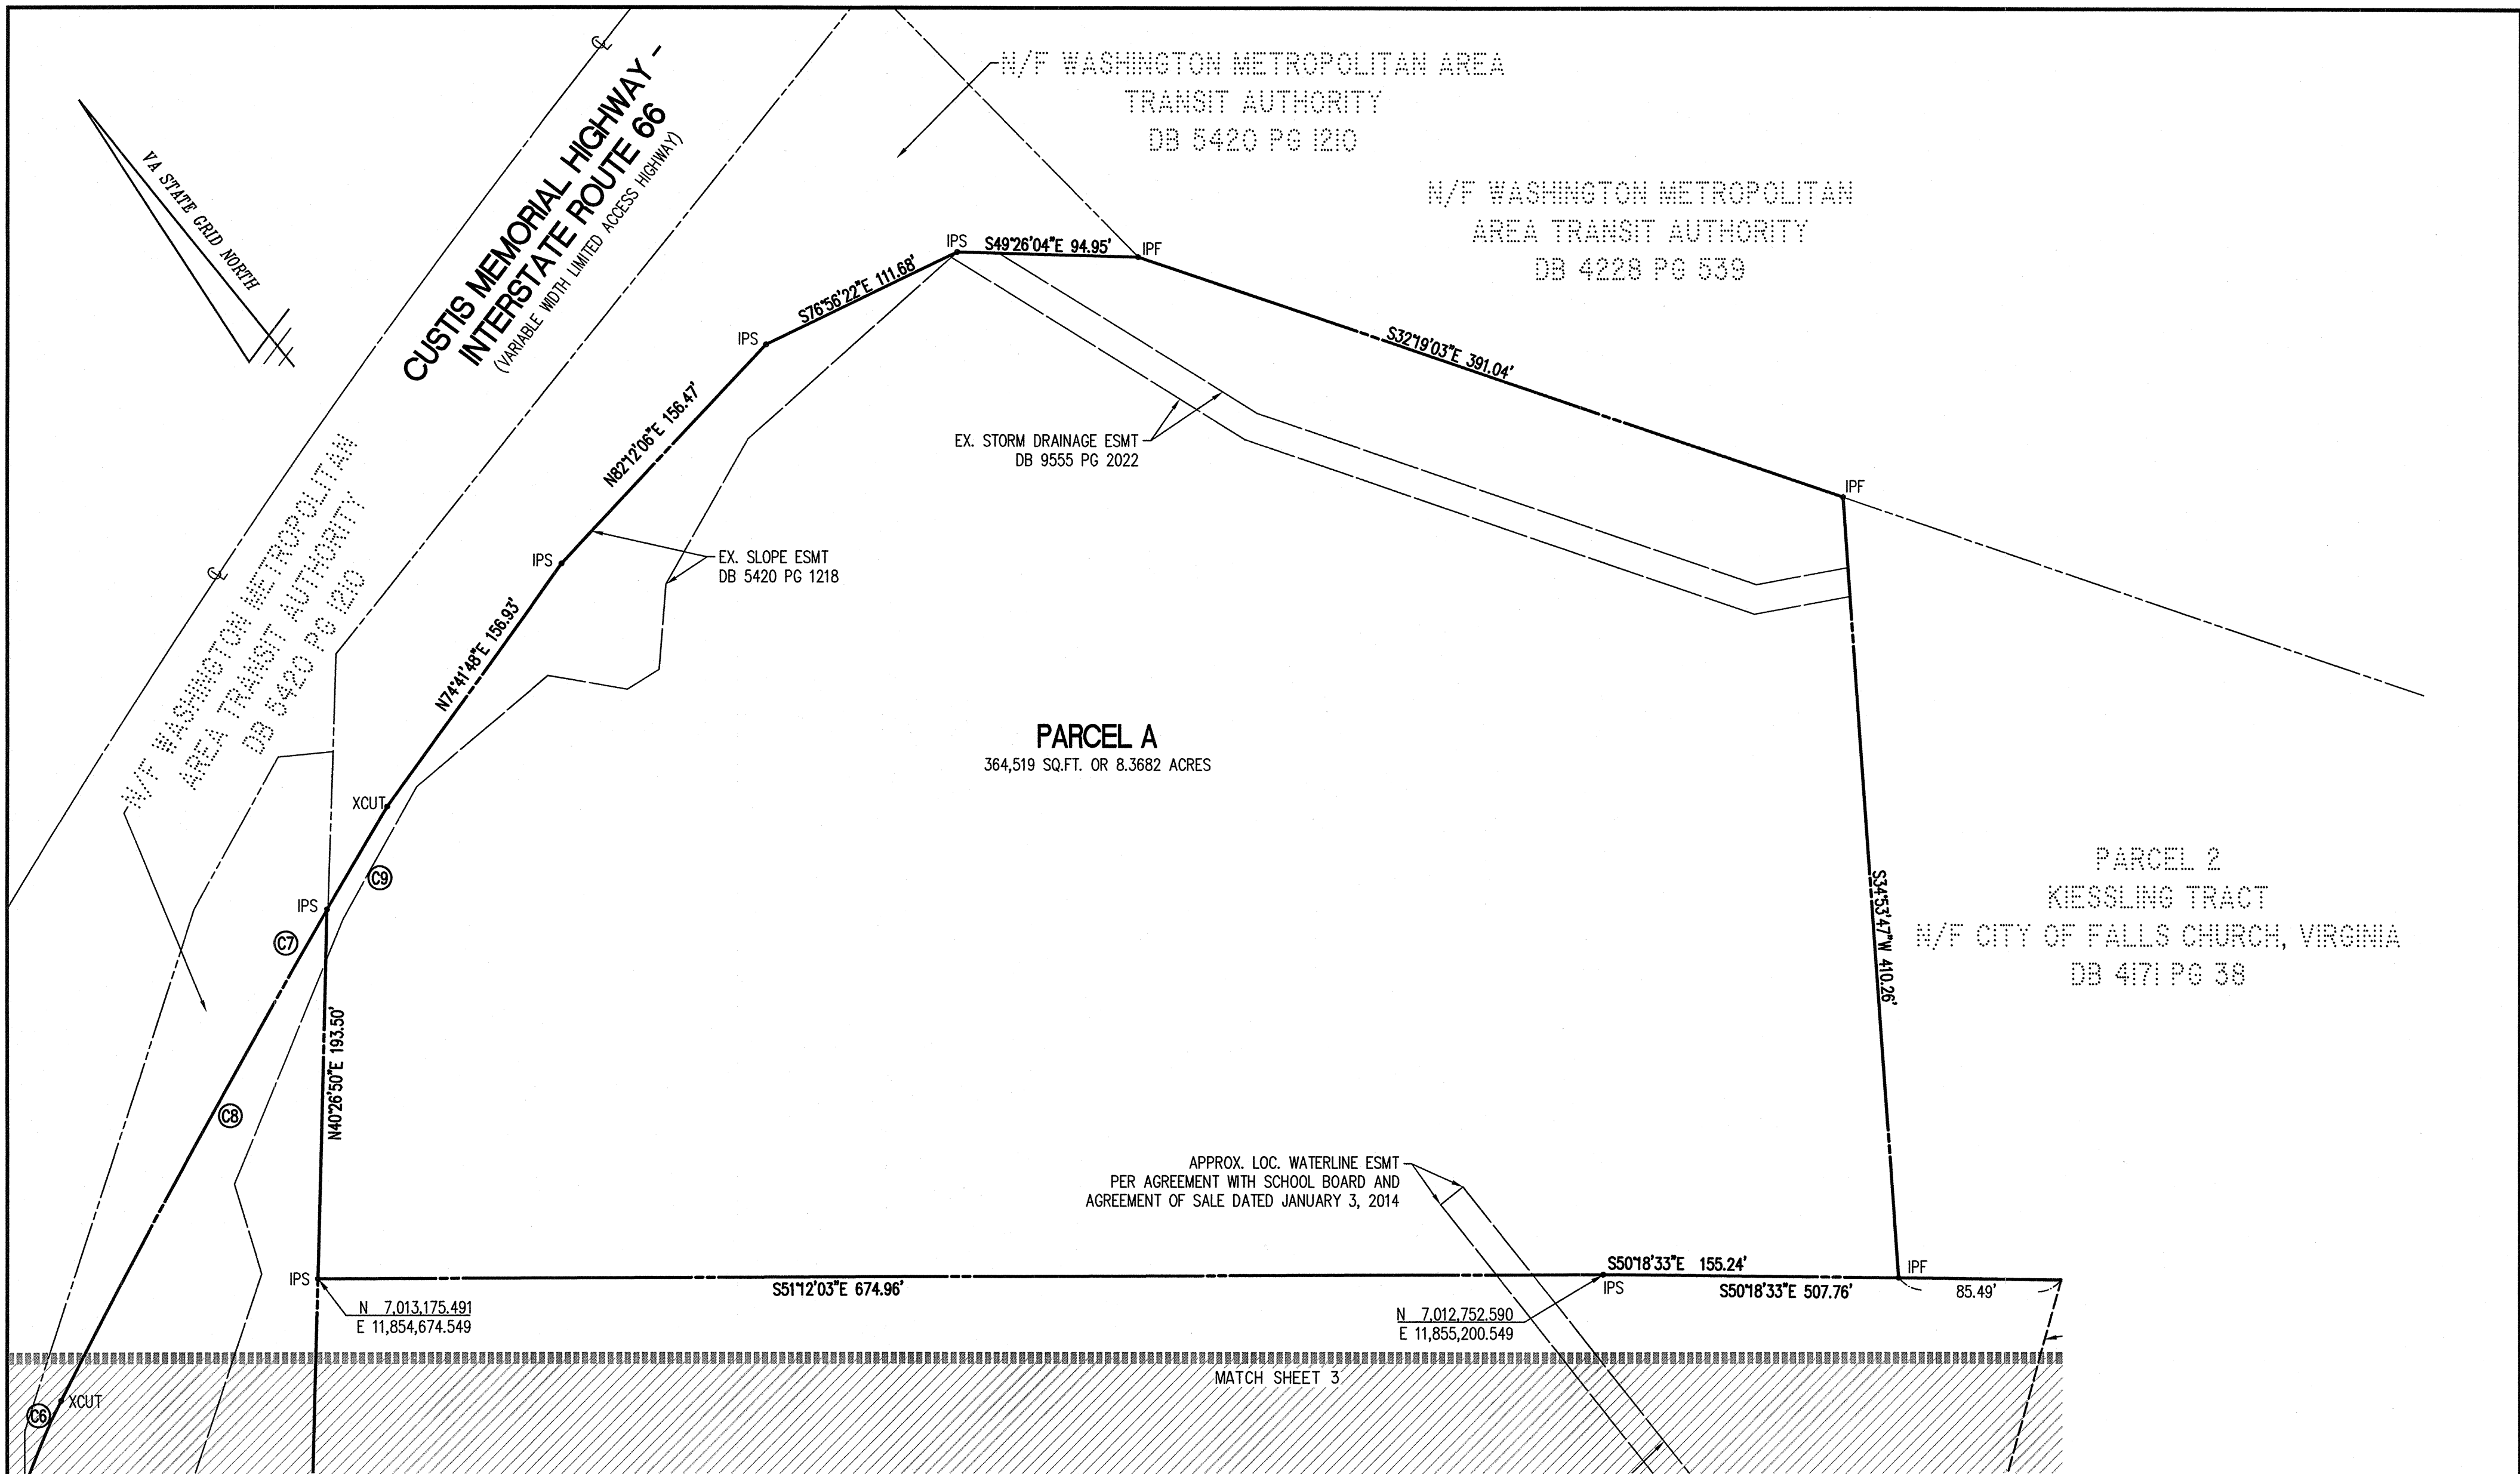 CUSTIS MEMORIAL HIGHWAY -
INTERSTATE ROUTE 66
(VARIABLE WIDTH LIMITED ACCESS HIGHWAY)
VA STATE GRID NORTH
N/F WASHINGTON METROPOLITAN AREA
TRANSIT AUTHORITY
DB 5420 PG 1210
N/F WASHINGTON METROPOLITAN
AREA TRANSIT AUTHORITY
DB 4228 PG 539
IPS
S49°26'04"E 94.95'
IPF
S76°56'22"E 111.68'
IPS
S32°19'03"E 391.04'
N82°12'06"E 156.47'
EX. STORM DRAINAGE ESMT
DB 9555 PG 2022
IPF
N/F WASHINGTON METROPOLITAN
AREA TRANSIT AUTHORITY
DB 5420 PG 1210
IPS
EX. SLOPE ESMT
DB 5420 PG 1218
N74°41'48"E 156.93'
PARCEL A
364,519 SQ.FT. OR 8.3682 ACRES
XCUT
C9
IPS
C7
S34°53'47"W 410.26'
PARCEL 2
KIESSLING TRACT
N/F CITY OF FALLS CHURCH, VIRGINIA
DB 4171 PG 38
N40°26'50"E 193.50'
C8
APPROX. LOC. WATERLINE ESMT
PER AGREEMENT WITH SCHOOL BOARD AND
AGREEMENT OF SALE DATED JANUARY 3, 2014
IPS
S51°12'03"E 674.96'
S50°18'33"E 155.24'
IPS
IPF
S50°18'33"E 507.76'
85.49'
N 7,013,175.491
E 11,854,674.549
N 7,012,752.590
E 11,855,200.549
MATCH SHEET 3
XCUT
C6